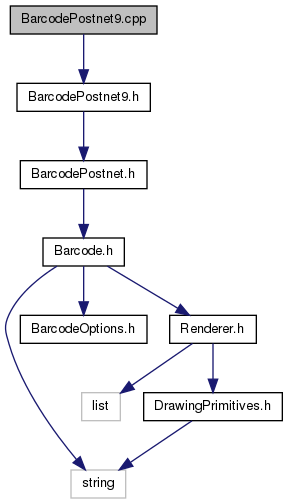 BarcodePostnet9.cpp
BarcodePostnet9.h
BarcodePostnet.h
Barcode.h
BarcodeOptions.h
Renderer.h
list
DrawingPrimitives.h
string